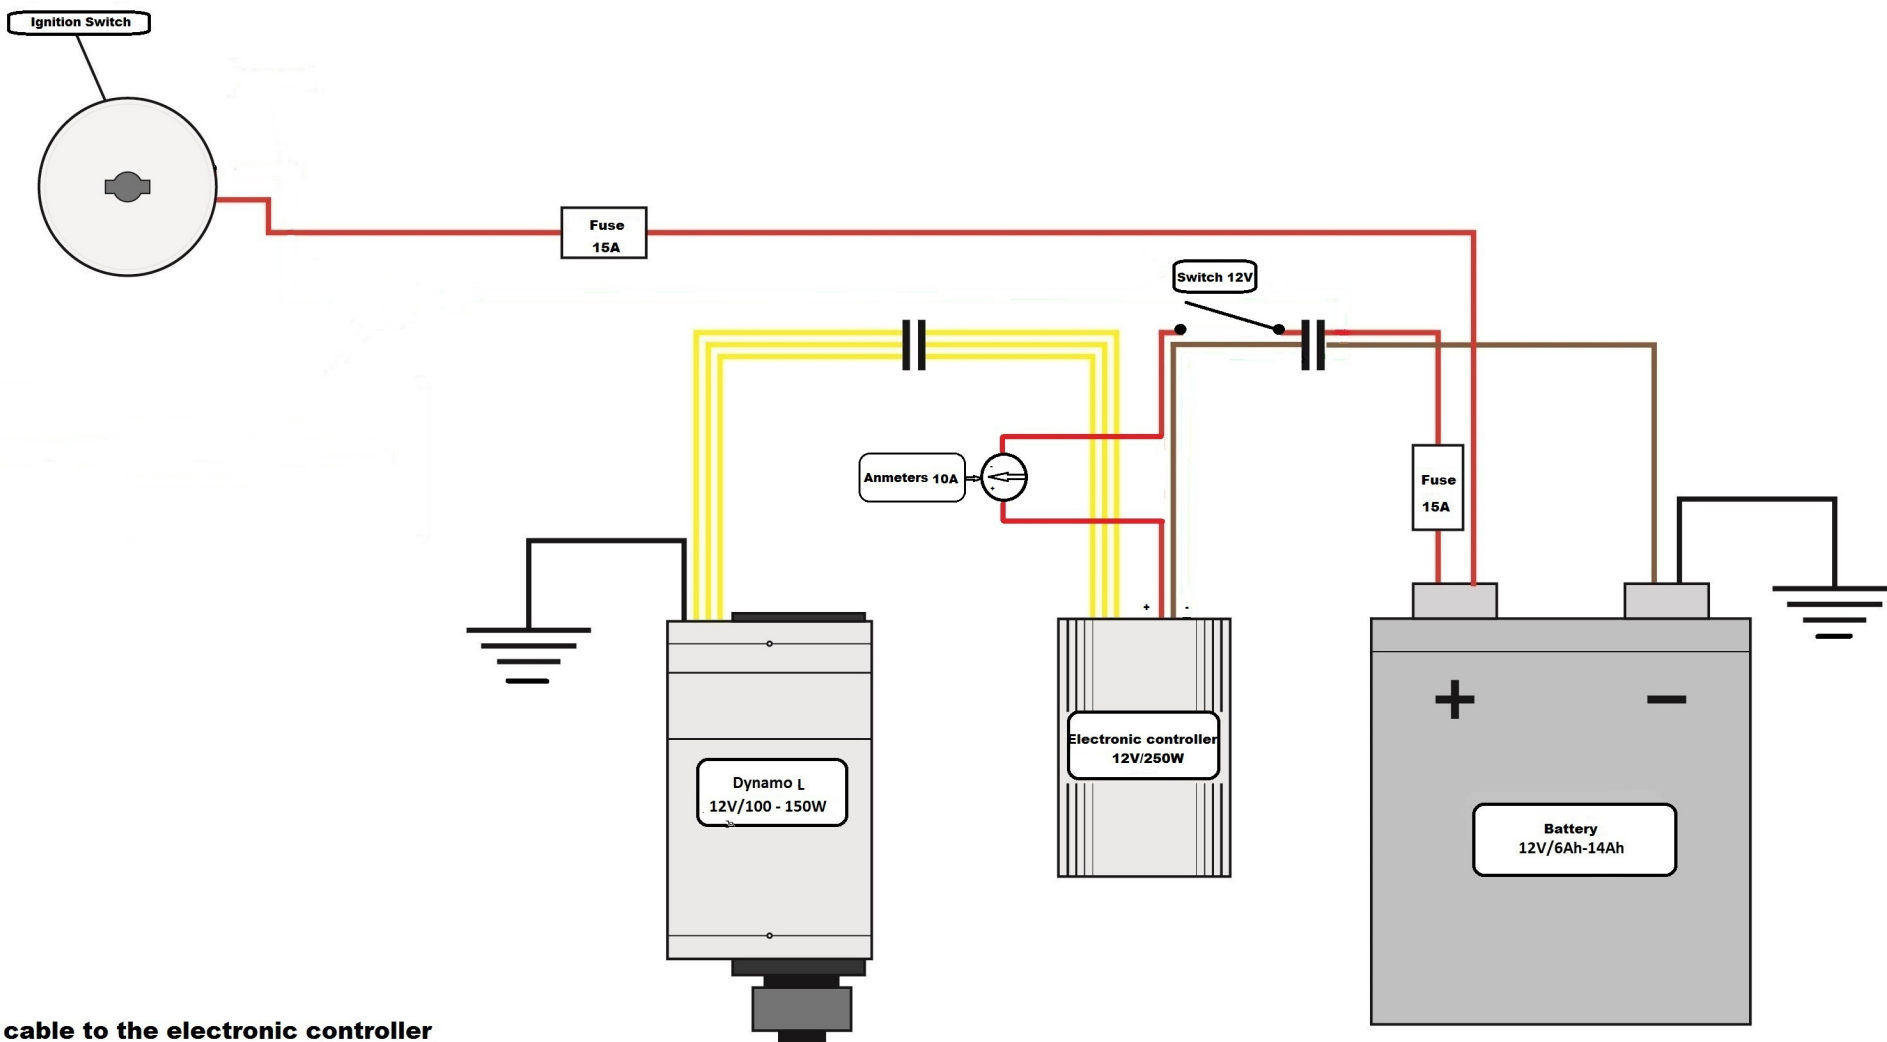 Ignition Switch
Fuse
15A
Switch 12V
Anmeters 10A
-
+
Fuse
15A
+ -
+ −
Electronic controller
12V/250W
Dynamo L
12V/100 - 150W
Battery
12V/6Ah-14Ah
cable to the electronic controller